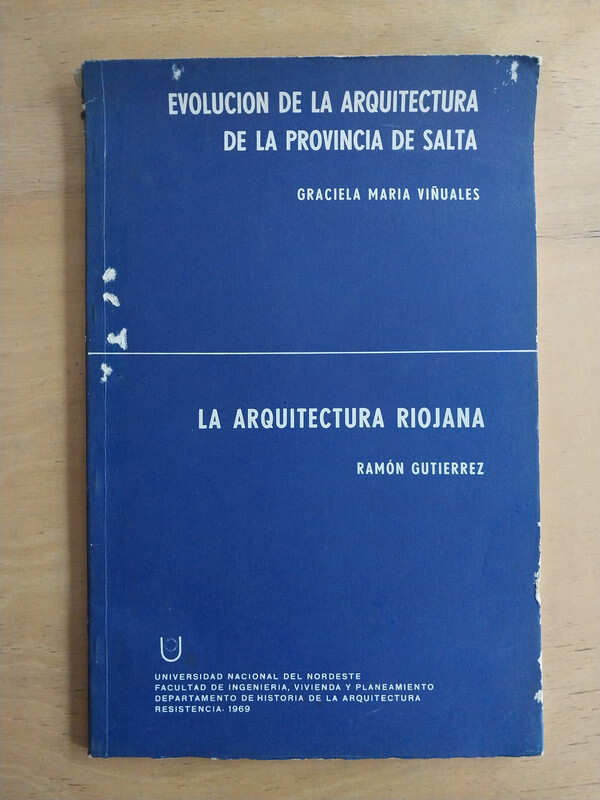 EVOLUCION DE LA ARQUITECTURA
DE LA PROVINCIA DE SALTA
GRACIELA MARIA VIÑUALES
LA ARQUITECTURA RIOJANA
RAMÓN GUTIERREZ
UNIVERSIDAD NACIONAL DEL NORDESTE
FACULTAD DE INGENIERIA, VIVIENDA Y PLANEAMIENTO
DEPARTAMENTO DE HISTORIA DE LA ARQUITECTURA
RESISTENCIA- 1969